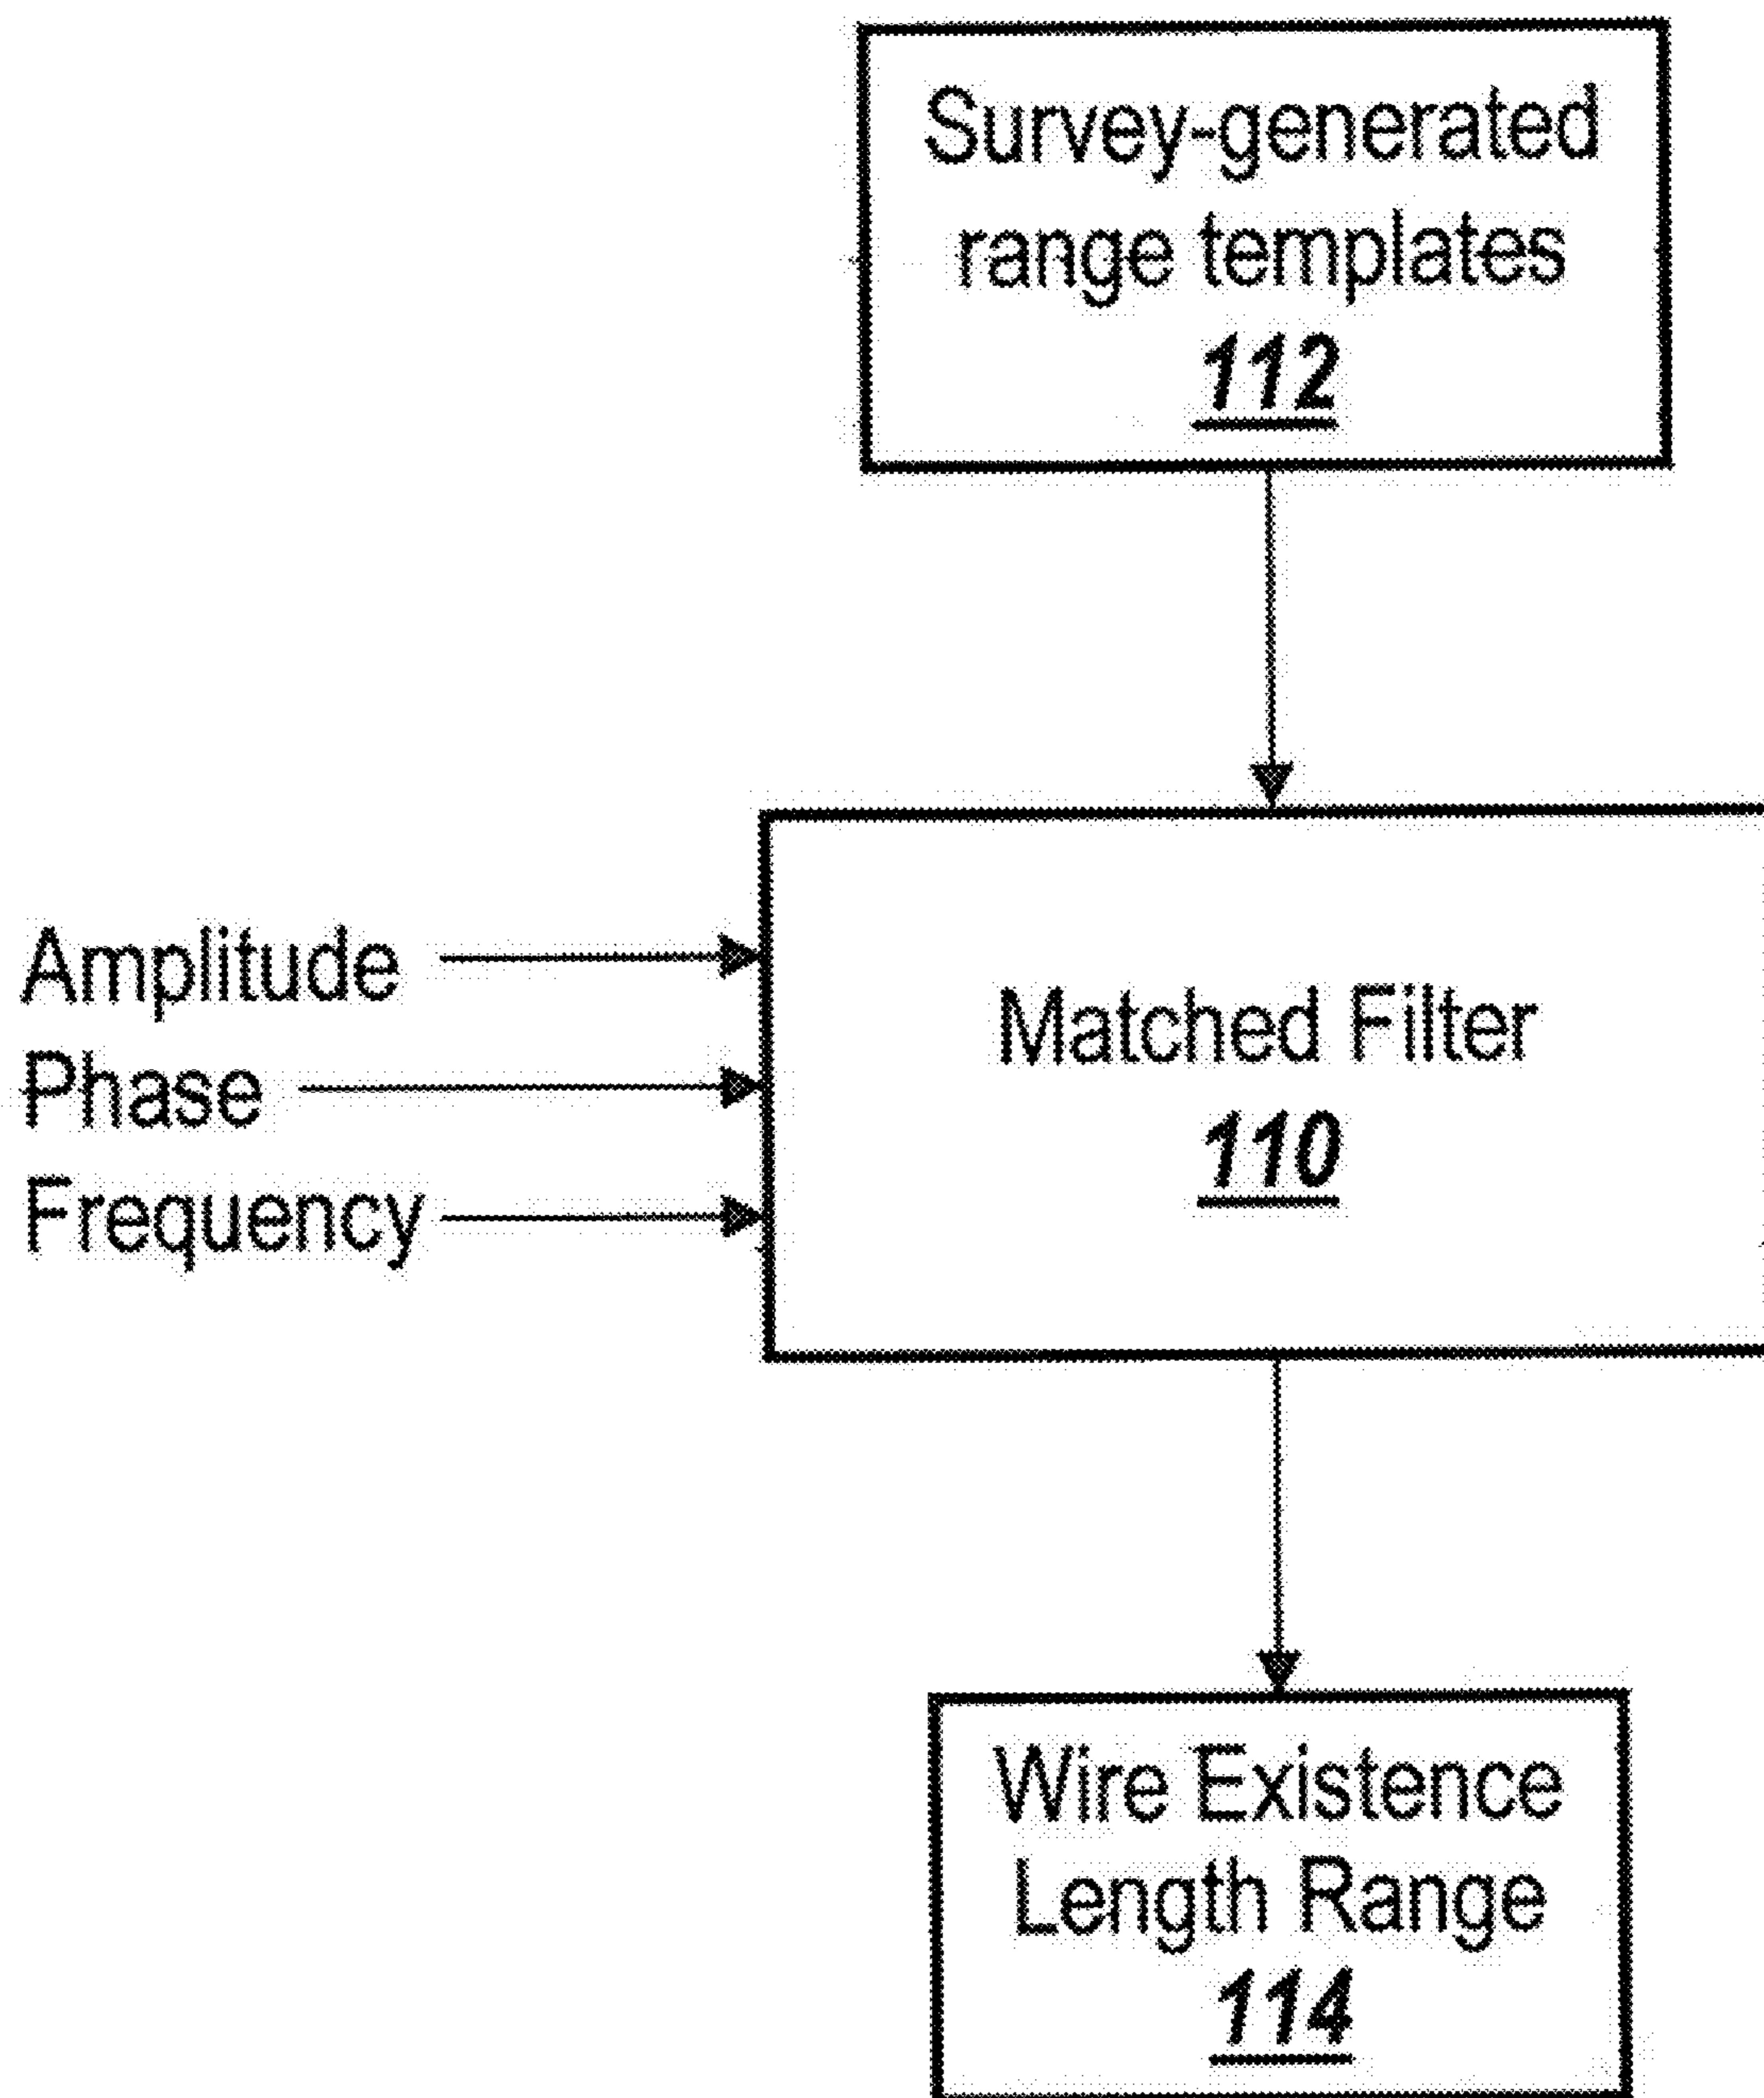 Survey-generated
range templates
112
Amplitude
Phase
Frequency
Matched Filter
110
Wire Existence
Length Range
114